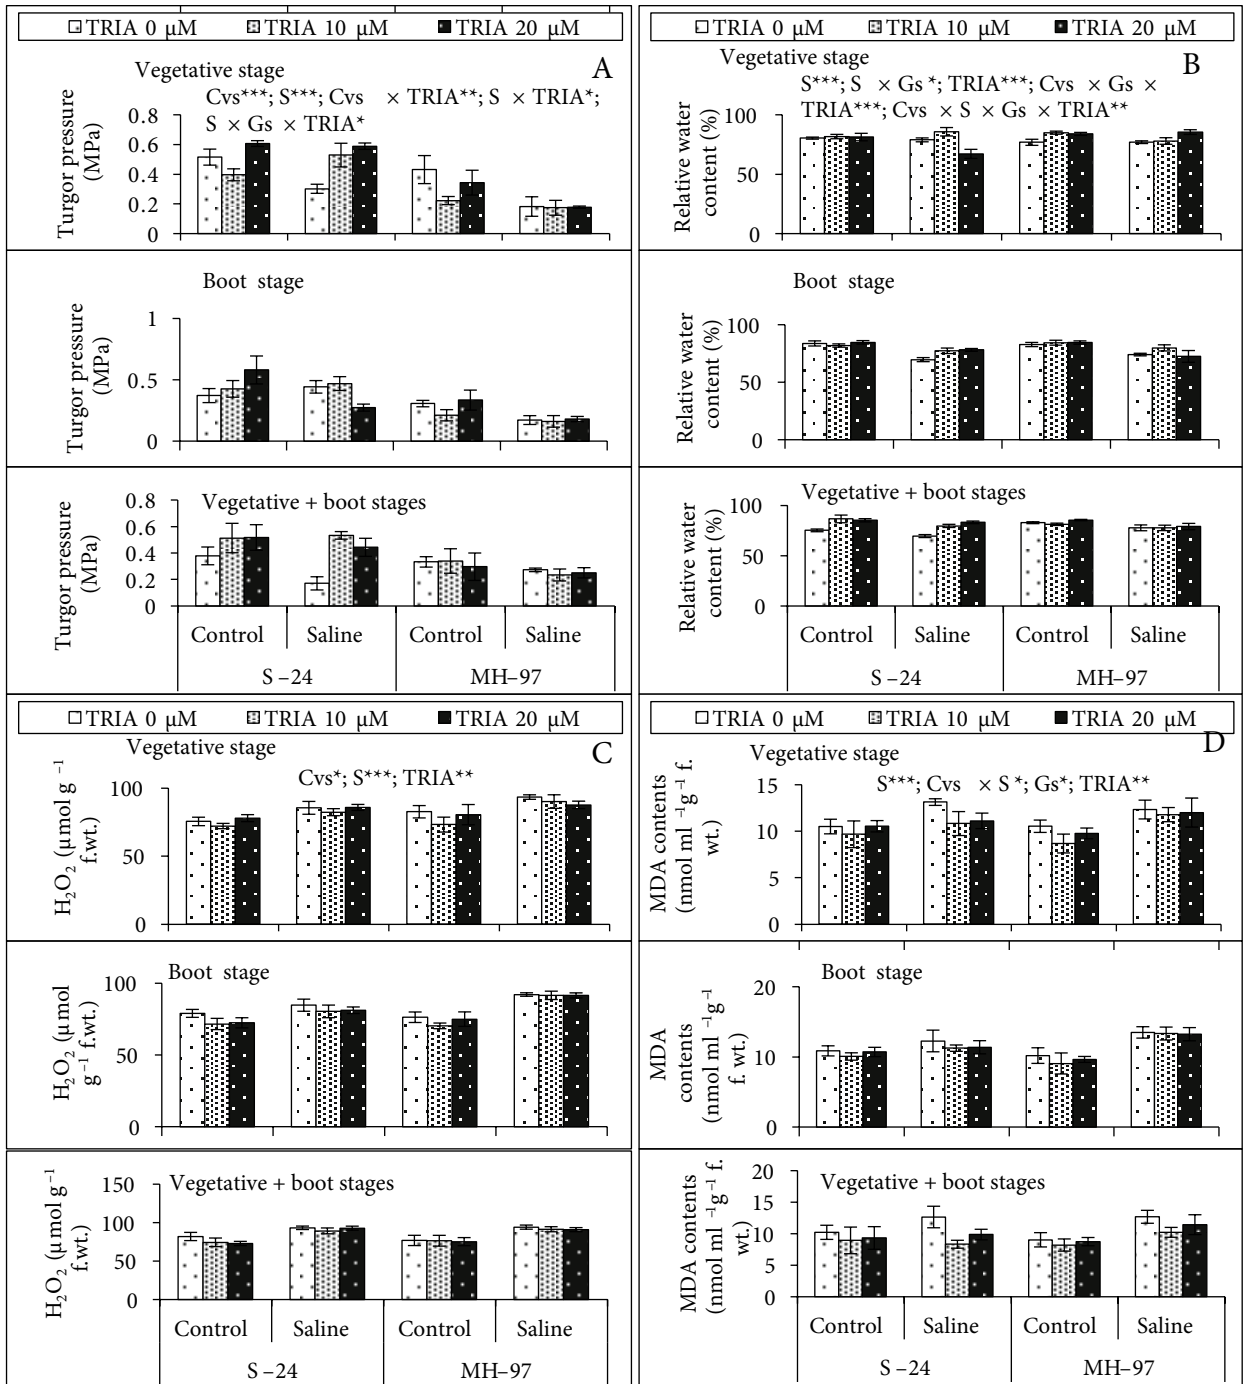 TRIA 0 μM TRIA 10 μM TRIA 20 μM
Vegetative stage
A
Cvs***; S***; Cvs × TRIA**; S × TRIA*;
S × Gs × TRIA*
Turgor pressure
(MPa)
0.8
0.6
0.4
0.2
0
Boot stage
Turgor pressure
(MPa)
1
0.5
0
Vegetative + boot stages
Turgor pressure
(MPa)
0.8
0.6
0.4
0.2
0
Control Saline Control Saline
S–24 MH–97
TRIA 0 μM TRIA 10 μM TRIA 20 μM
Vegetative stage
B
S***; S × Gs *; TRIA***; Cvs × Gs ×
TRIA***; Cvs × S × Gs × TRIA**
Relative water
content (%)
100
50
0
Boot stage
Relative water
content (%)
100
50
0
Vegetative + boot stages
Relative water
content (%)
100
50
0
Control Saline Control Saline
S–24 MH–97
TRIA 0 μM TRIA 10 μM TRIA 20 μM
Vegetative stage
C
Cvs*; S***; TRIA**
H₂O₂ (μmol g⁻¹
f.wt.)
100
50
0
Boot stage
H₂O₂ (μmol
g⁻¹ f.wt.)
100
50
0
Vegetative + boot stages
H₂O₂ (μmol g⁻¹
f.wt.)
150
100
50
0
Control Saline Control Saline
S–24 MH–97
TRIA 0 μM TRIA 10 μM TRIA 20 μM
D
Vegetative stage
S***; Cvs × S *; Gs*; TRIA**
MDA contents
(nmol ml⁻¹g⁻¹ f.
wt.)
15
10
5
0
Boot stage
MDA
contents
(nmol ml⁻¹g⁻¹
f. wt.)
20
10
0
Vegetative + boot stages
MDA contents
(nmol ml⁻¹g⁻¹ f.
wt.)
20
15
10
5
0
Control Saline Control Saline
S–24 MH–97